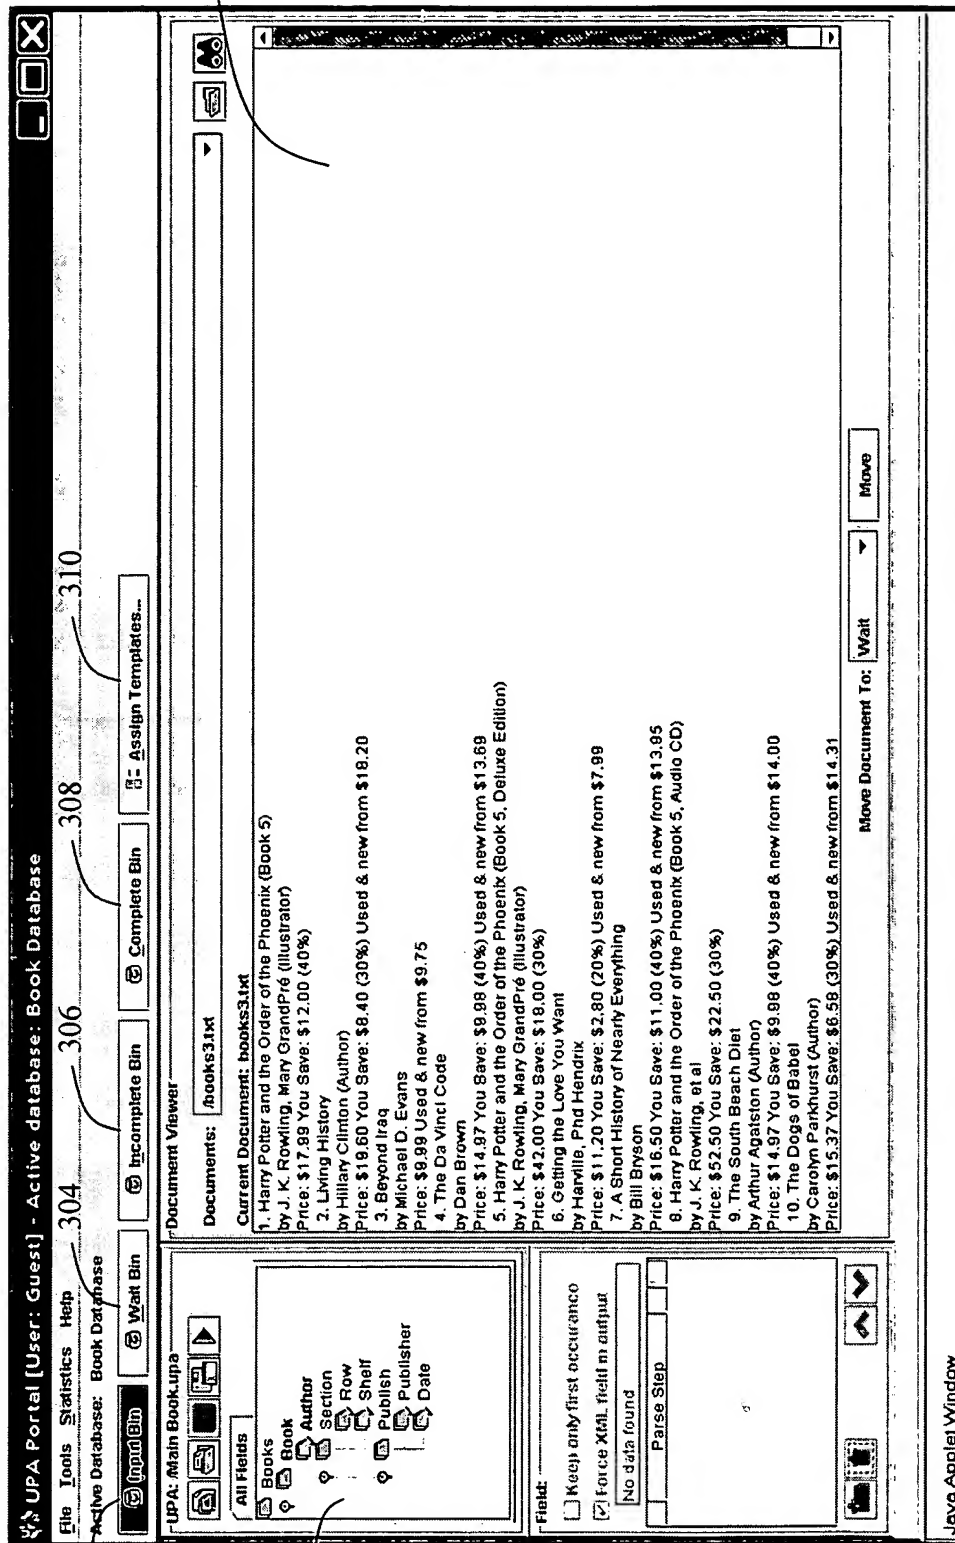 UPA Portal [User: Guest] - Active database: Book Database
File Tools Statistics Help
304
306
308
310
Active Database: Book Database
Input Bin
Wait Bin
Incomplete Bin
Complete Bin
Assign Templates...
UPA: /Main Book.upa
All Fields
Books
Book
Author
Section
Row
Shelf
Publish
Publisher
Date
Field:
Keep only first occurance
Force XML field in output
No data found
Parse Step
Document Viewer
Documents: /books3.txt
Current Document: books3.txt
1. Harry Potter and the Order of the Phoenix (Book 5)
by J. K. Rowling, Mary GrandPré (Illustrator)
Price: $17.99 You Save: $12.00 (40%)
2. Living History
by Hillary Clinton (Author)
Price: $19.60 You Save: $8.40 (30%) Used & new from $18.20
3. Beyond Iraq
by Michael D. Evans
Price: $9.99 Used & new from $9.75
4. The Da Vinci Code
by Dan Brown
Price: $14.97 You Save: $9.98 (40%) Used & new from $13.69
5. Harry Potter and the Order of the Phoenix (Book 5, Deluxe Edition)
by J. K. Rowling, Mary GrandPré (Illustrator)
Price: $42.00 You Save: $18.00 (30%)
6. Getting the Love You Want
by Harville, Phd Hendrix
Price: $11.20 You Save: $2.80 (20%) Used & new from $7.99
7. A Short History of Nearly Everything
by Bill Bryson
Price: $16.50 You Save: $11.00 (40%) Used & new from $13.95
8. Harry Potter and the Order of the Phoenix (Book 5, Audio CD)
by J. K. Rowling, et al
Price: $52.50 You Save: $22.50 (30%)
9. The South Beach Diet
by Arthur Agatston (Author)
Price: $14.97 You Save: $9.98 (40%) Used & new from $14.00
10. The Dogs of Babel
by Carolyn Parkhurst (Author)
Price: $15.37 You Save: $6.58 (30%) Used & new from $14.31
Move Document To: Wait Move
Java Applet Window